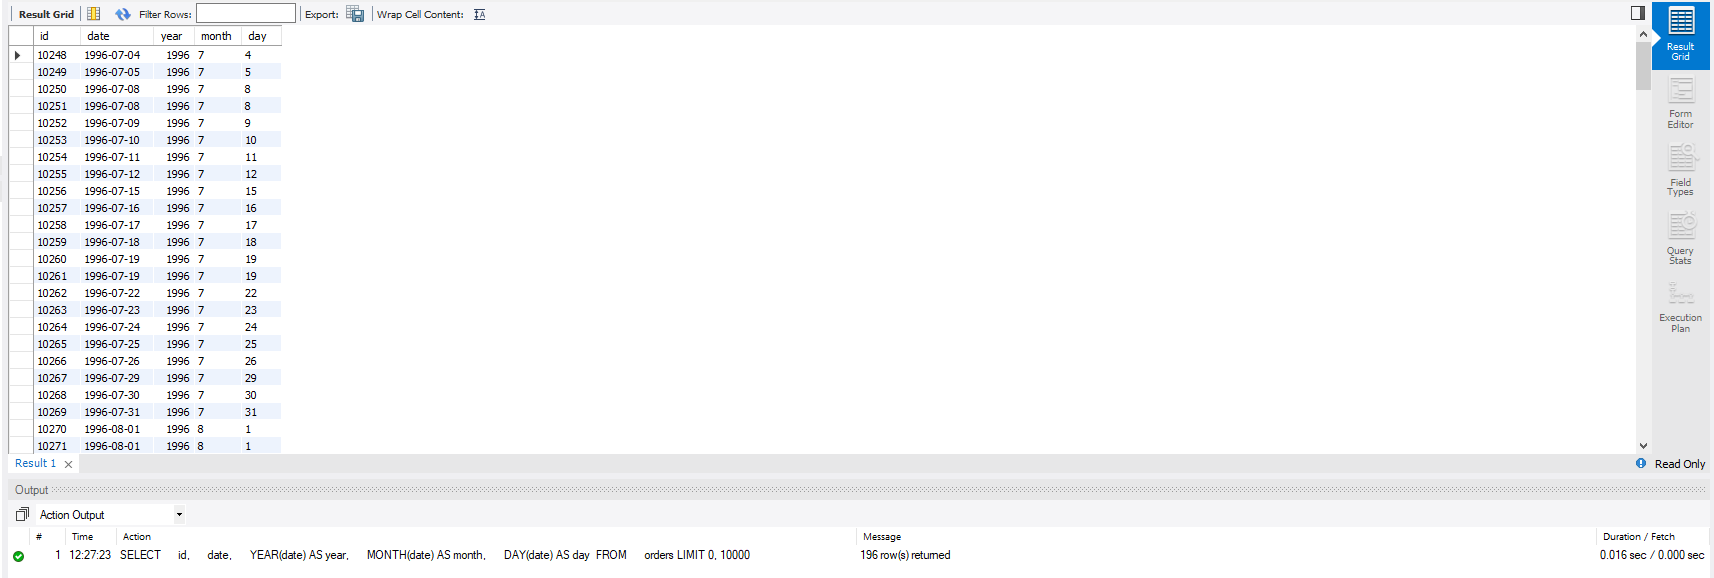 Result Grid Filter Rows: Export: Wrap Cell Content:
id date year month day
10248 1996-07-04 1996 7 4
10249 1996-07-05 1996 7 5
10250 1996-07-08 1996 7 8
10251 1996-07-08 1996 7 8
10252 1996-07-09 1996 7 9
10253 1996-07-10 1996 7 10
10254 1996-07-11 1996 7 11
10255 1996-07-12 1996 7 12
10256 1996-07-15 1996 7 15
10257 1996-07-16 1996 7 16
10258 1996-07-17 1996 7 17
10259 1996-07-18 1996 7 18
10260 1996-07-19 1996 7 19
10261 1996-07-19 1996 7 19
10262 1996-07-22 1996 7 22
10263 1996-07-23 1996 7 23
10264 1996-07-24 1996 7 24
10265 1996-07-25 1996 7 25
10266 1996-07-26 1996 7 26
10267 1996-07-29 1996 7 29
10268 1996-07-30 1996 7 30
10269 1996-07-31 1996 7 31
10270 1996-08-01 1996 8 1
10271 1996-08-01 1996 8 1
Result
Grid
Form
Editor
Field
Types
Query
Stats
Execution
Plan
Result 1
Read Only
Output
Action Output
# Time Action Message Duration / Fetch
1 12:27:23 SELECT id, date, YEAR(date) AS year, MONTH(date) AS month, DAY(date) AS day FROM orders LIMIT 0, 10000 196 row(s) returned 0.016 sec / 0.000 sec